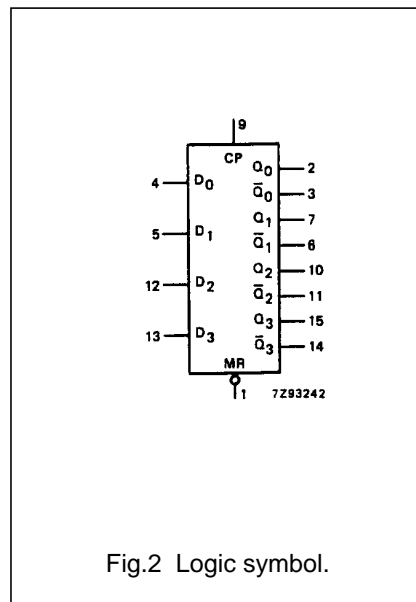 9
CP
Q0 2
4 D0
Q̅0 3
Q1 7
5 D1
Q̅1 6
Q2 10
12 D2
Q̅2 11
Q3 15
13 D3
Q̅3 14
MR
1 7Z93242
Fig.2 Logic symbol.